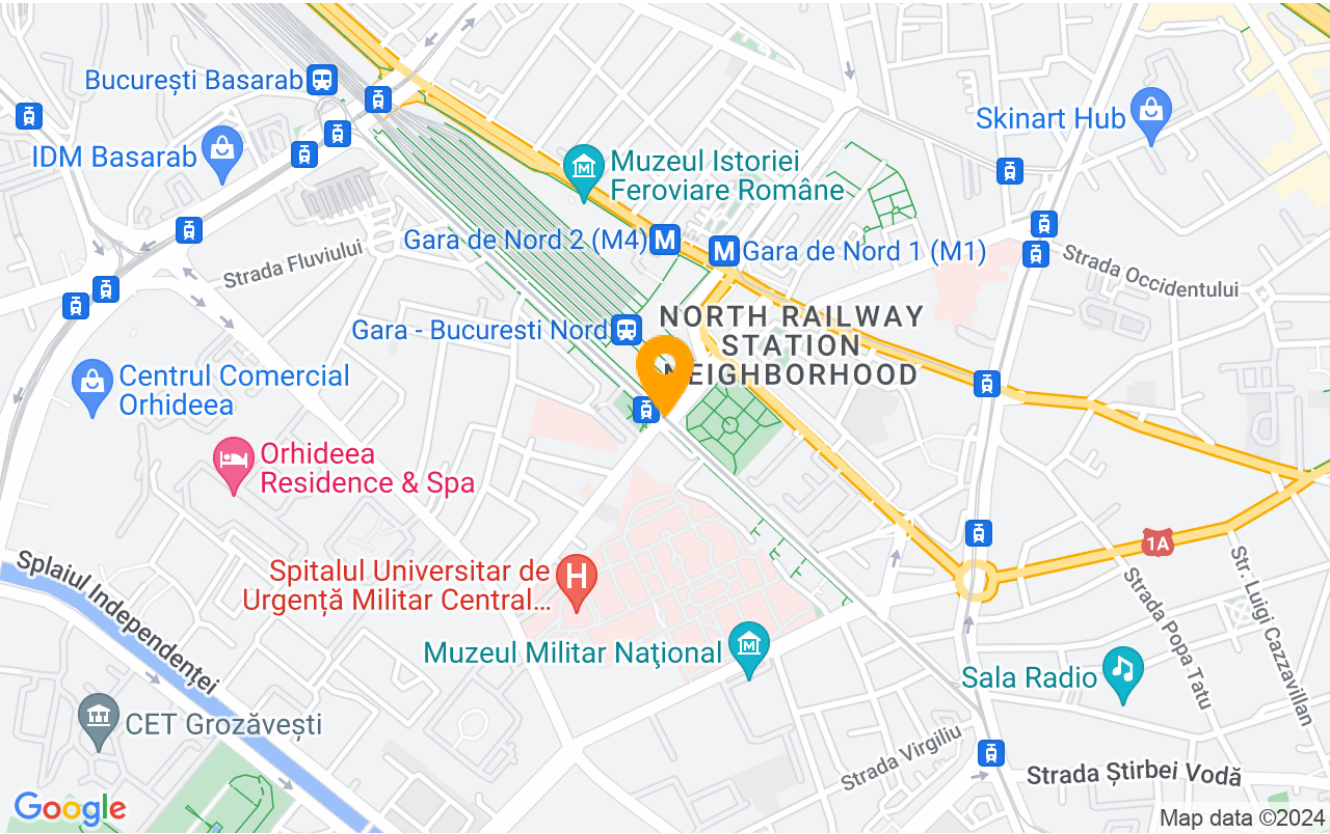 București Basarab
IDM Basarab
Skinart Hub
Muzeul Istoriei
Feroviare Române
Gara de Nord 2 (M4)
M
M
Gara de Nord 1 (M1)
Strada Fluviului
Strada Occidentului
Gara - Bucuresti Nord
NORTH RAILWAY
STATION
NEIGHBORHOOD
Centrul Comercial
Orhideea
Orhideea
Residence & Spa
1A
Splaiul Independenței
Spitalul Universitar de
Urgență Militar Central...
H
Strada Popa Tatu
Str. Luigi Cazzavillan
Muzeul Militar Naţional
Sala Radio
CET Grozăvești
Strada Virgiliu
Strada Știrbei Vodă
Google
Map data ©2024